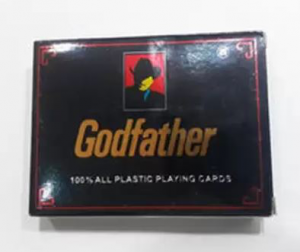 Godfather
100% ALL PLASTIC PLAYING CARDS